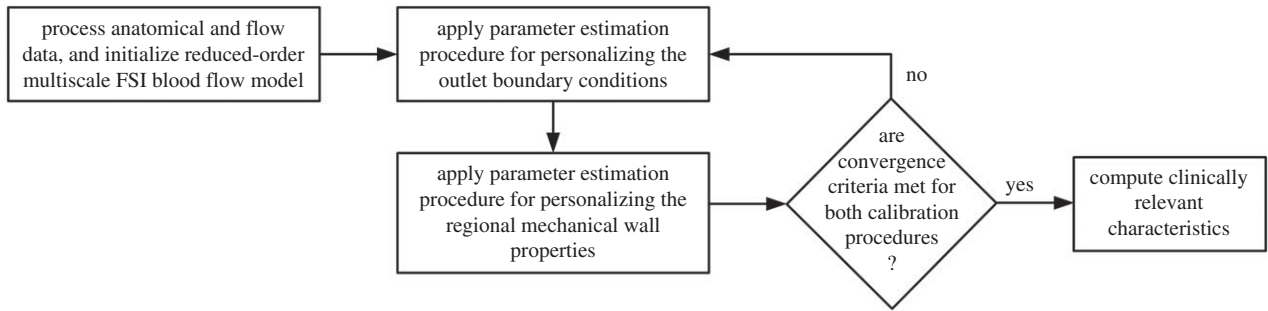 process anatomical and flow
data, and initialize reduced-order
multiscale FSI blood flow model
apply parameter estimation
procedure for personalizing the
outlet boundary conditions
apply parameter estimation
procedure for personalizing the
regional mechanical wall
properties
no
are
convergence
criteria met for
both calibration
procedures
?
yes
compute clinically
relevant
characteristics